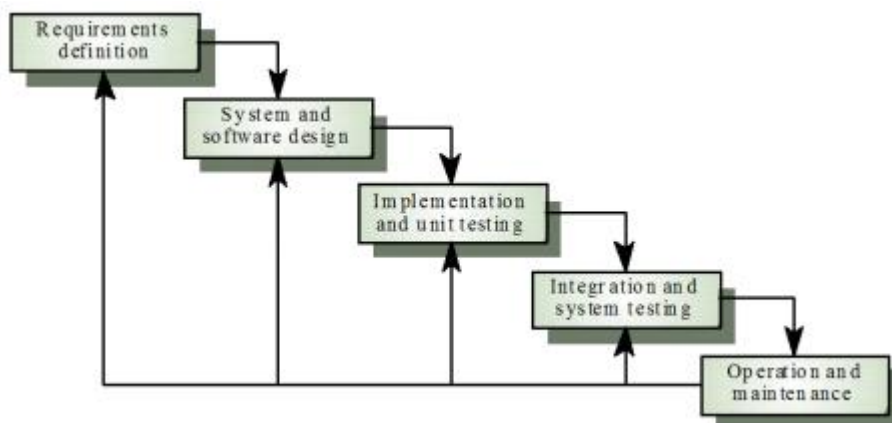 Requirements
definition
System and
software design
Implementation
and unit testing
Integration and
system testing
Operation and
maintenance